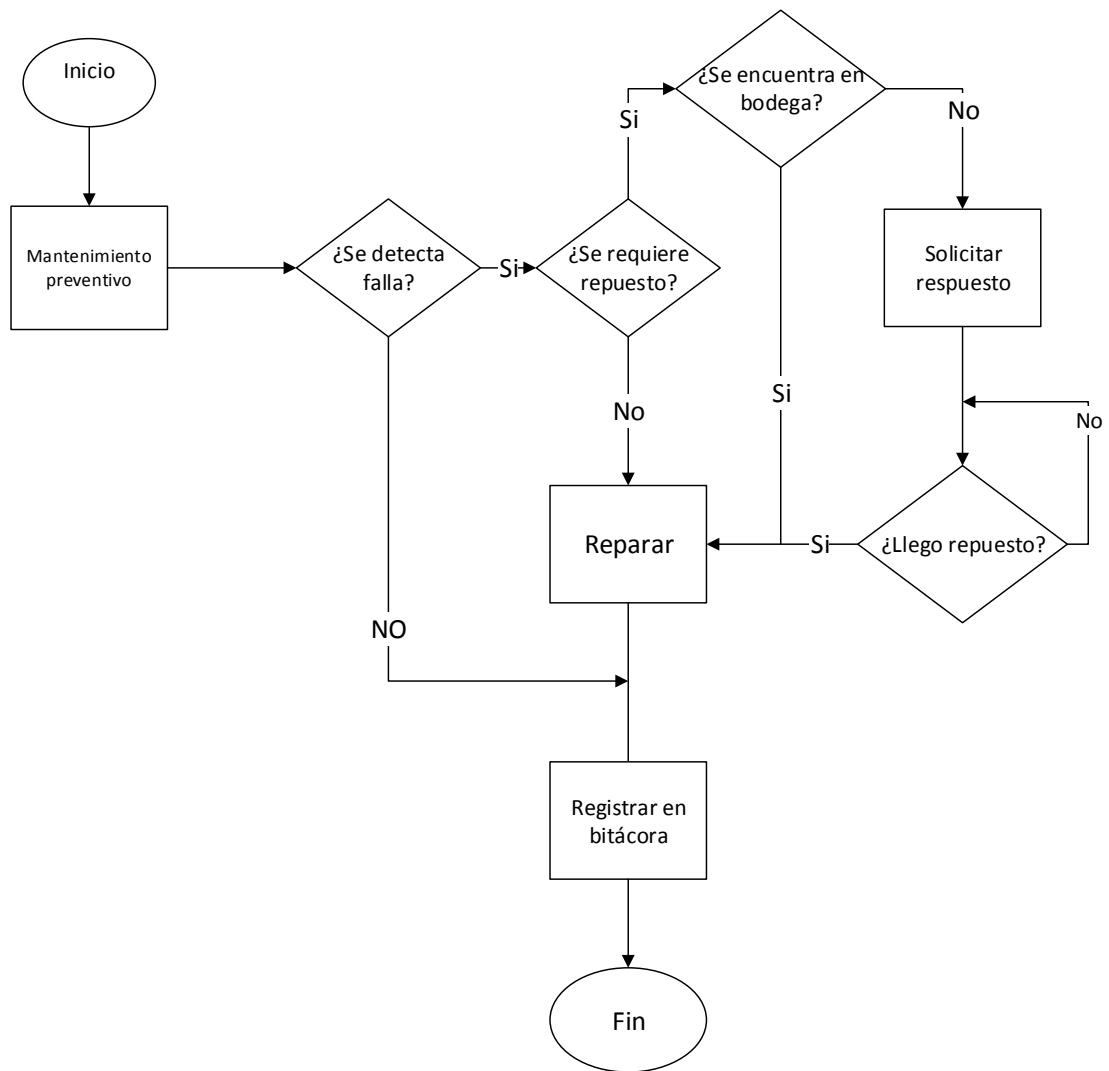 Inicio
Mantenimiento
preventivo
¿Se detecta
falla?
Si
¿Se requiere
repuesto?
Si
¿Se encuentra en
bodega?
No
Solicitar
respuesto
Si
No
No
Reparar
Si
¿Llego repuesto?
NO
Registrar en
bitácora
Fin